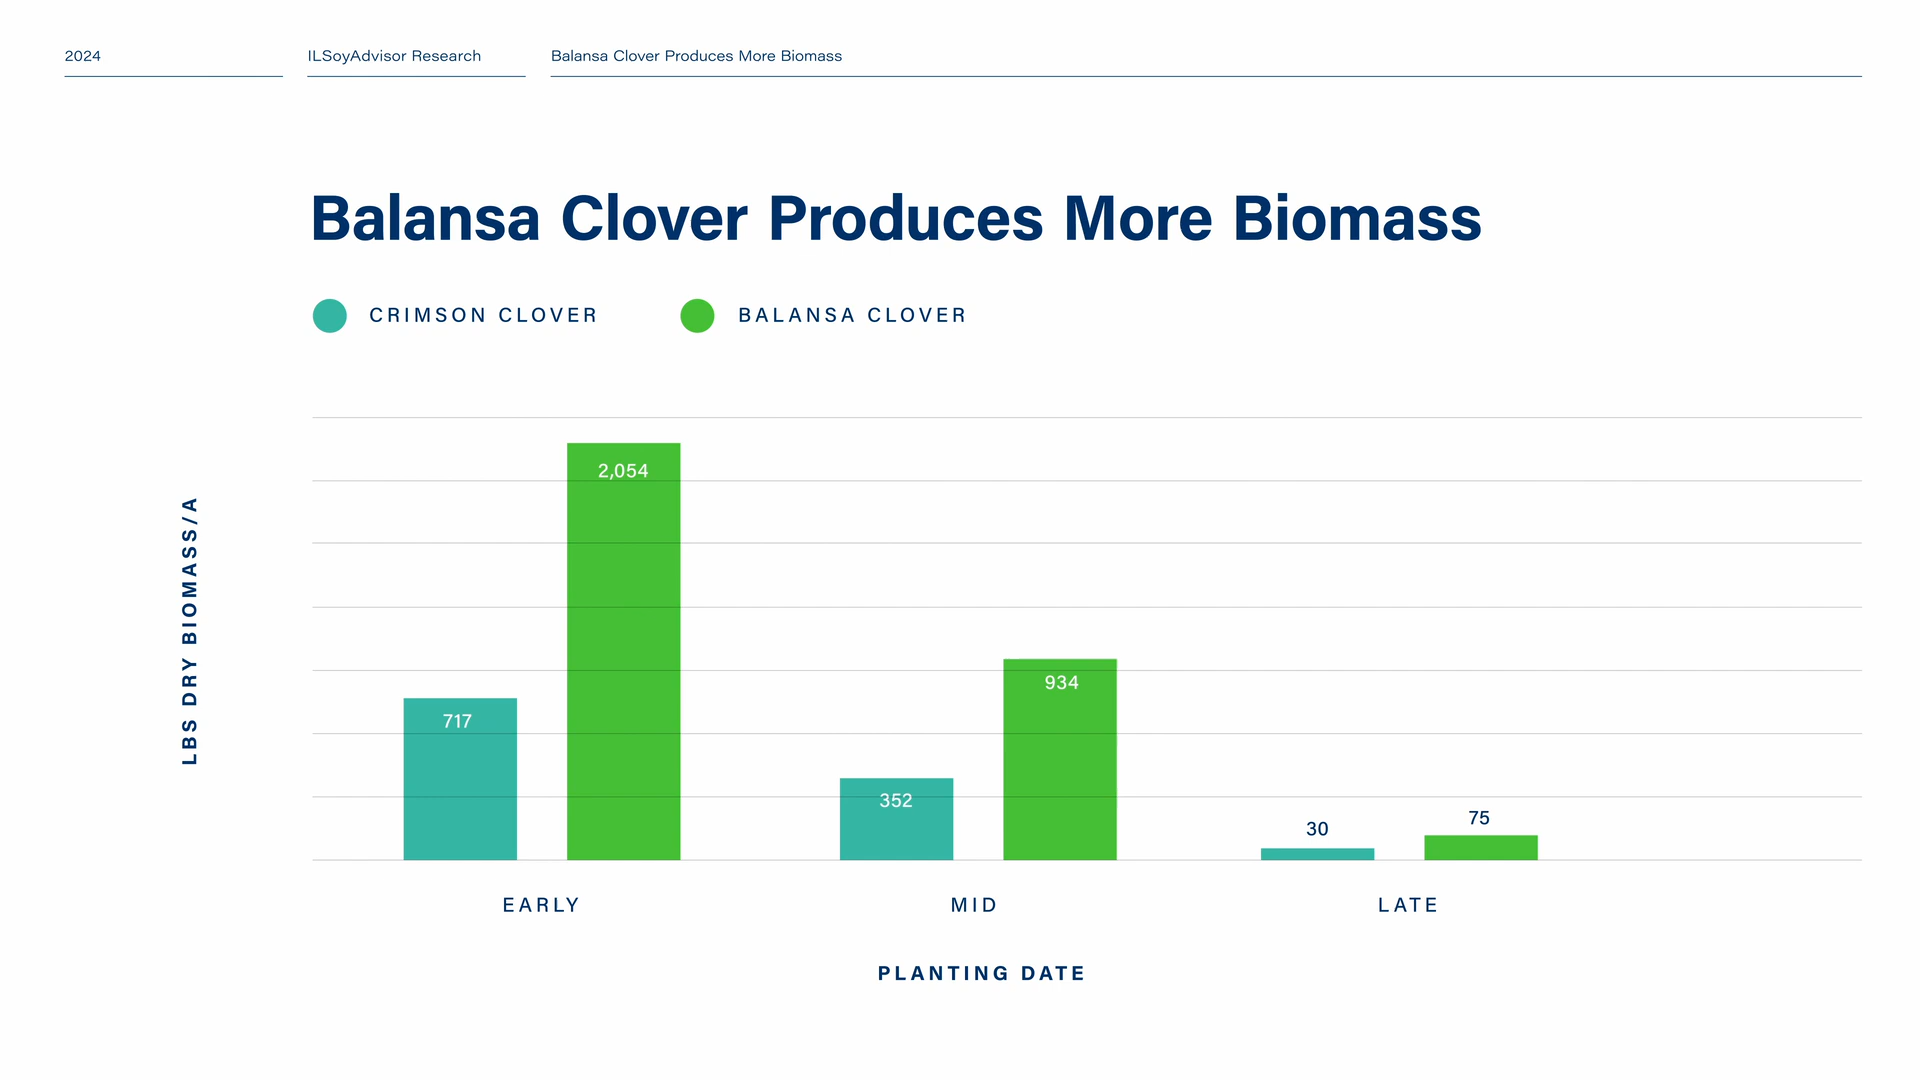 2024
ILSoyAdvisor Research
Balansa Clover Produces More Biomass
Balansa Clover Produces More Biomass
CRIMSON CLOVER
BALANSA CLOVER
LBS DRY BIOMASS/A
717
2,054
352
934
30
75
EARLY
MID
LATE
PLANTING DATE